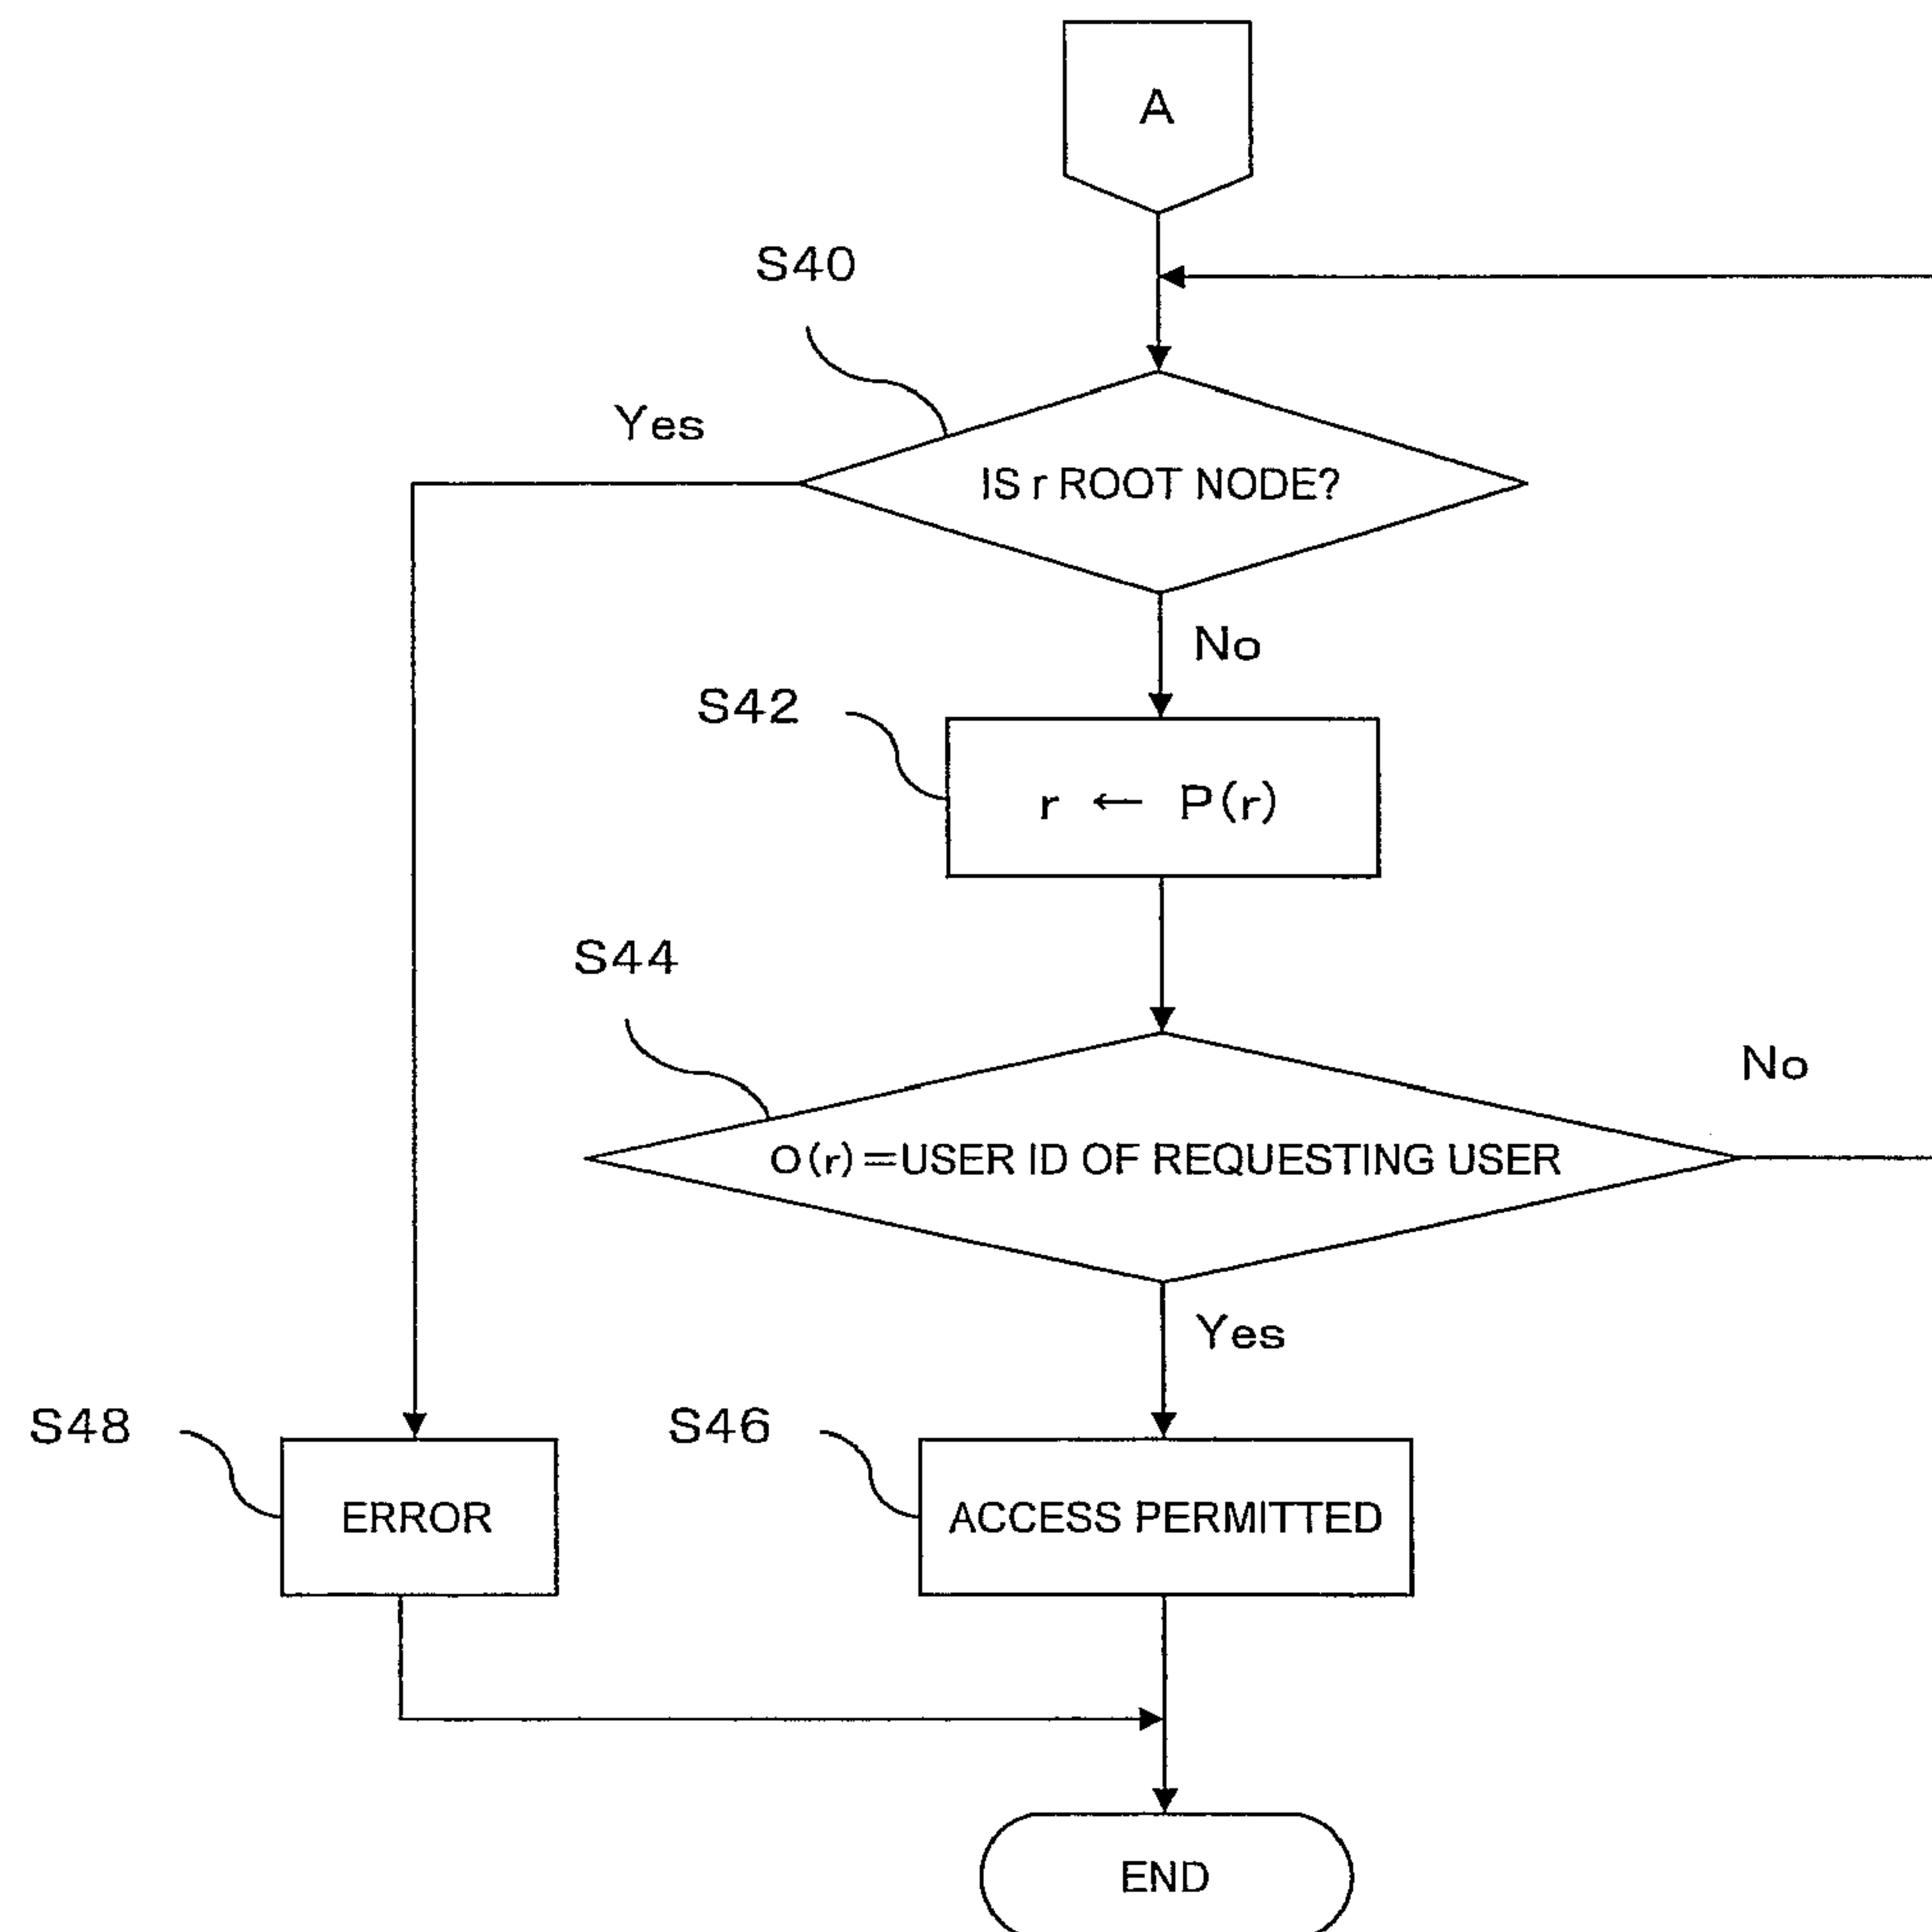 A
S40
Yes
IS r ROOT NODE?
No
S42
r ← P(r)
S44
No
O(r)=USER ID OF REQUESTING USER
Yes
S48
S46
ERROR
ACCESS PERMITTED
END